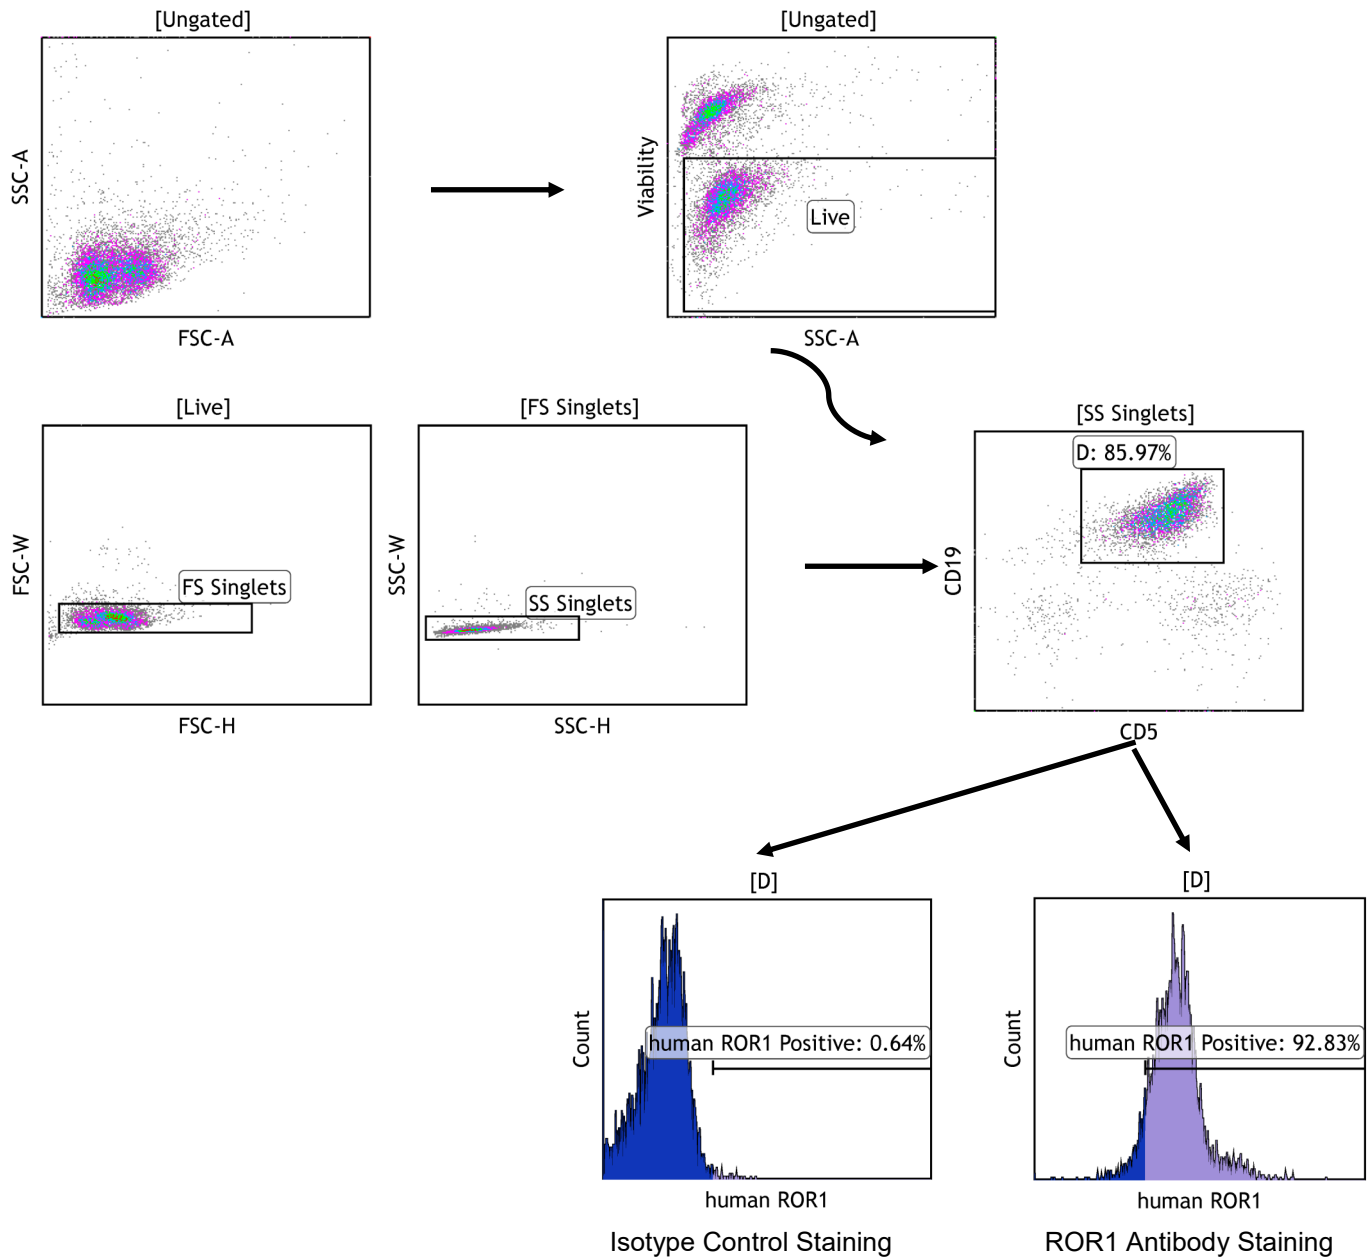 [Ungated]
SSC-A
FSC-A
[Ungated]
Viability
Live
SSC-A
[Live]
FSC-W
FS Singlets
FSC-H
[FS Singlets]
SSC-W
SS Singlets
SSC-H
[SS Singlets]
D: 85.97%
CD19
CD5
[D]
Count
human ROR1 Positive: 0.64%
human ROR1
Isotype Control Staining
[D]
Count
human ROR1 Positive: 92.83%
human ROR1
ROR1 Antibody Staining